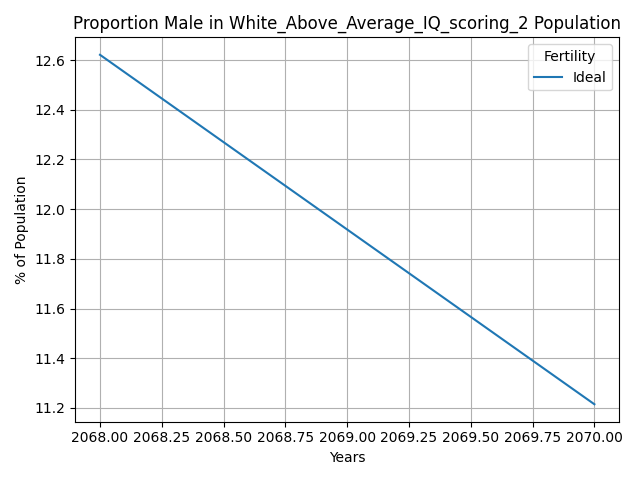 Proportion Male in White_Above_Average_IQ_scoring_2 Population
Fertility
Ideal
% of Population
12.6
12.4
12.2
12.0
11.8
11.6
11.4
11.2
2068.00 2068.25 2068.50 2068.75 2069.00 2069.25 2069.50 2069.75 2070.00
Years